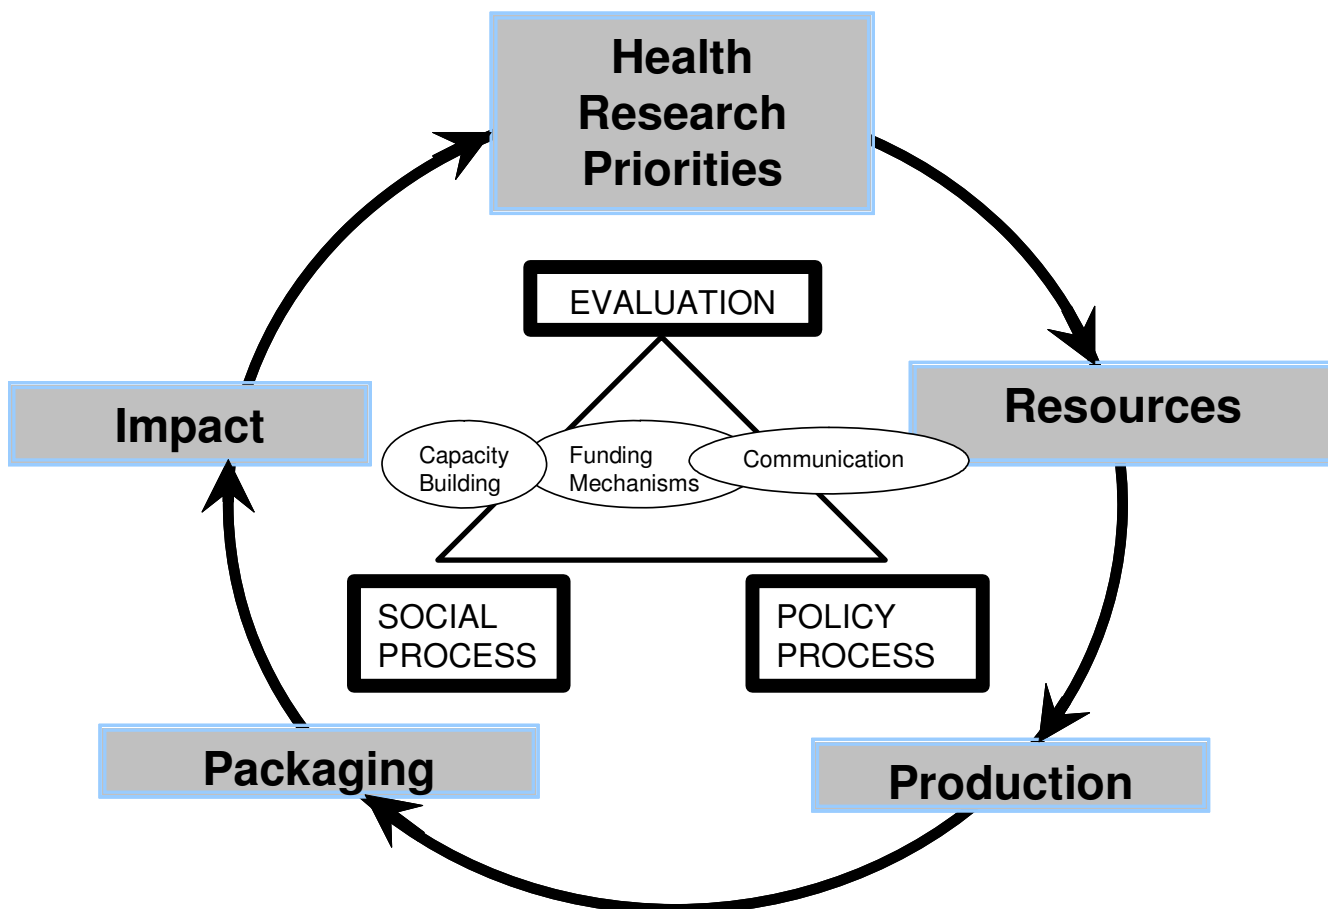 Health
Research
Priorities
EVALUATION
Impact
Resources
Capacity
Building
Funding
Mechanisms
Communication
SOCIAL
PROCESS
POLICY
PROCESS
Packaging
Production